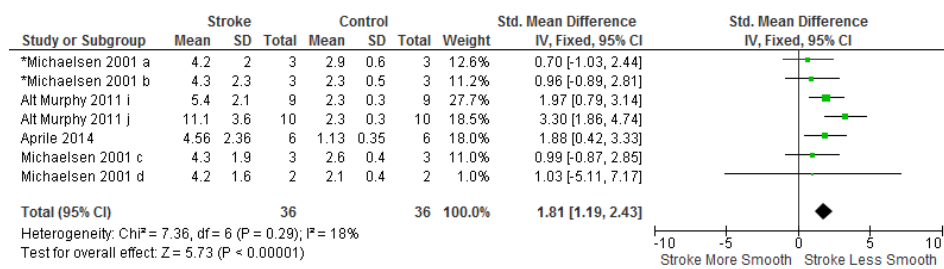 Stroke Control Std. Mean Difference Std. Mean Difference
Study or Subgroup Mean SD Total Mean SD Total Weight IV, Fixed, 95% CI IV, Fixed, 95% CI
*Michaelsen 2001 a 4.2 2 3 2.9 0.6 3 12.6% 0.70 [-1.03, 2.44]
*Michaelsen 2001 b 4.3 2.3 3 2.3 0.5 3 11.2% 0.96 [-0.89, 2.81]
Alt Murphy 2011 i 5.4 2.1 9 2.3 0.3 9 27.7% 1.97 [0.79, 3.14]
Alt Murphy 2011 j 11.1 3.6 10 2.3 0.3 10 18.5% 3.30 [1.86, 4.74]
Aprile 2014 4.56 2.36 6 1.13 0.35 6 18.0% 1.88 [0.42, 3.33]
Michaelsen 2001 c 4.3 1.9 3 2.6 0.4 3 11.0% 0.99 [-0.87, 2.85]
Michaelsen 2001 d 4.2 1.6 2 2.1 0.4 2 1.0% 1.03 [-5.11, 7.17]
Total (95% CI) 36 36 100.0% 1.81 [1.19, 2.43]
Heterogeneity: Chi² = 7.36, df = 6 (P = 0.29); I² = 18%
Test for overall effect: Z = 5.73 (P < 0.00001)
-10 -5 0 5 10
Stroke More Smooth Stroke Less Smooth